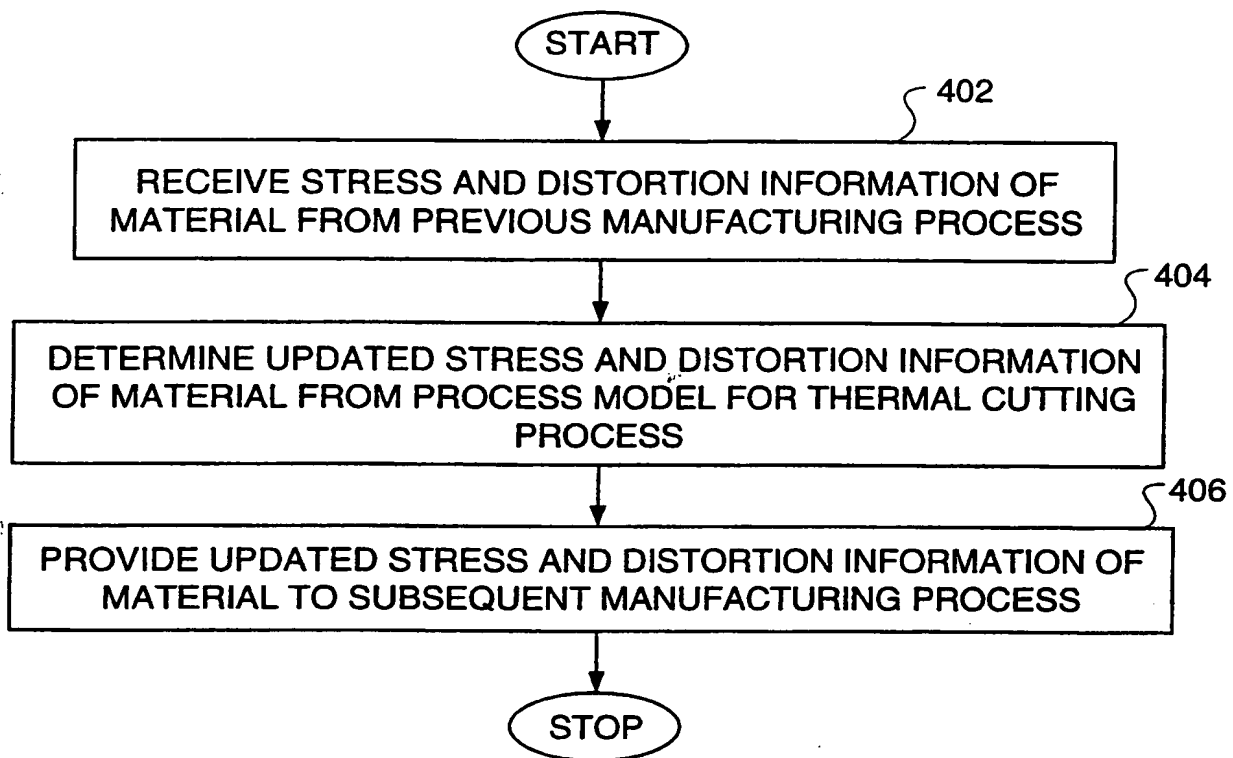 START
402
RECEIVE STRESS AND DISTORTION INFORMATION OF
MATERIAL FROM PREVIOUS MANUFACTURING PROCESS
404
DETERMINE UPDATED STRESS AND DISTORTION INFORMATION
OF MATERIAL FROM PROCESS MODEL FOR THERMAL CUTTING
PROCESS
406
PROVIDE UPDATED STRESS AND DISTORTION INFORMATION OF
MATERIAL TO SUBSEQUENT MANUFACTURING PROCESS
STOP